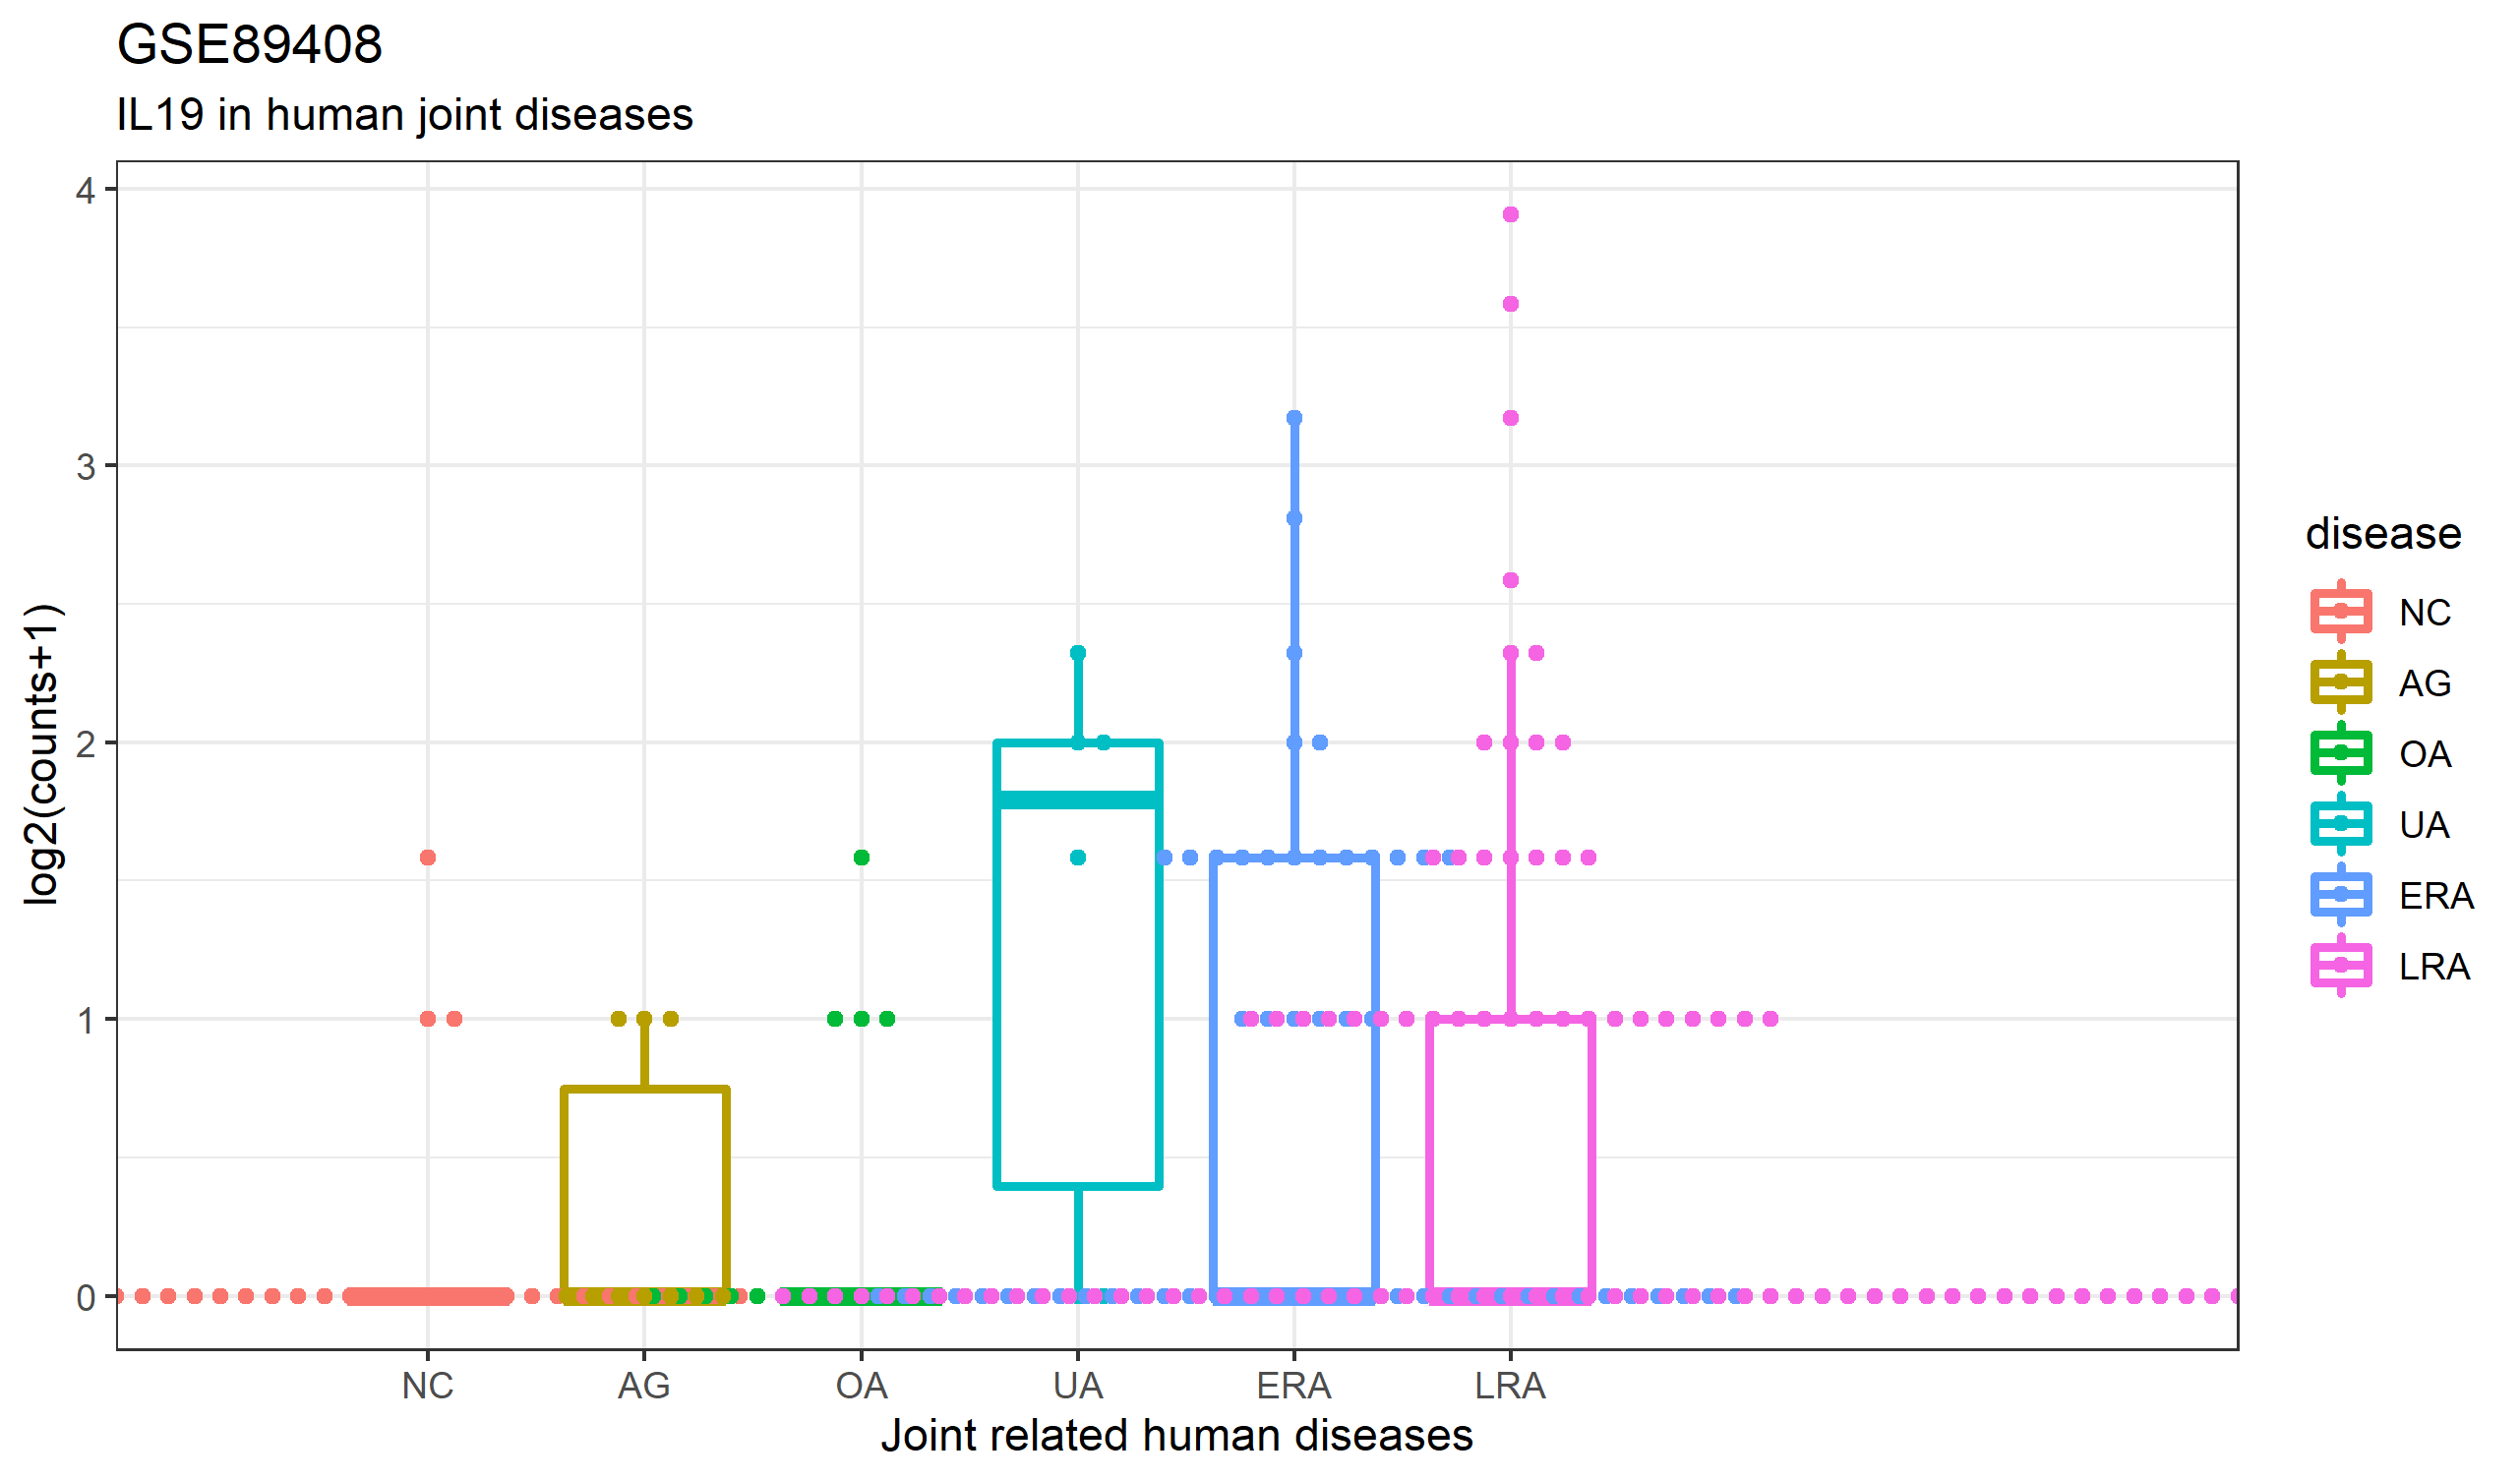 GSE89408
IL19 in human joint diseases
log2(counts+1)
4
3
2
1
0
NC
AG
OA
UA
ERA
LRA
Joint related human diseases
disease
NC
AG
OA
UA
ERA
LRA